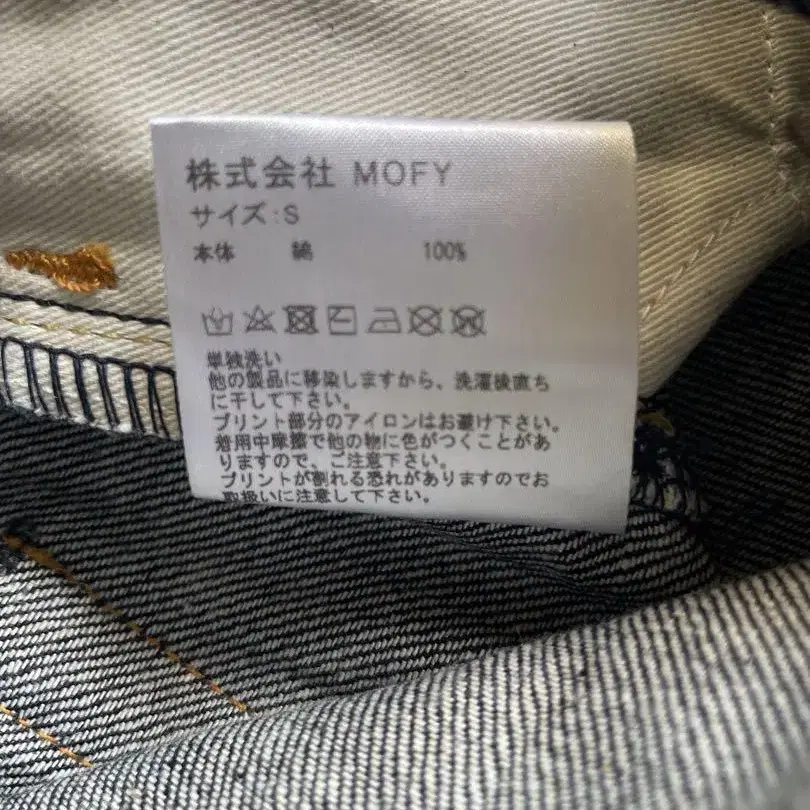 株式会社 MOFY
サイズ:S
本体 綿 100%
単独洗い
他の製品に移染しますから、洗濯後直ち
に干して下さい。
プリント部分のアイロンはお避け下さい。
着用中摩擦で他の物に色がつくことがあ
りますので、ご注意下さい。
プリントが割れる恐れがありますのでお
取扱いに注意して下さい。